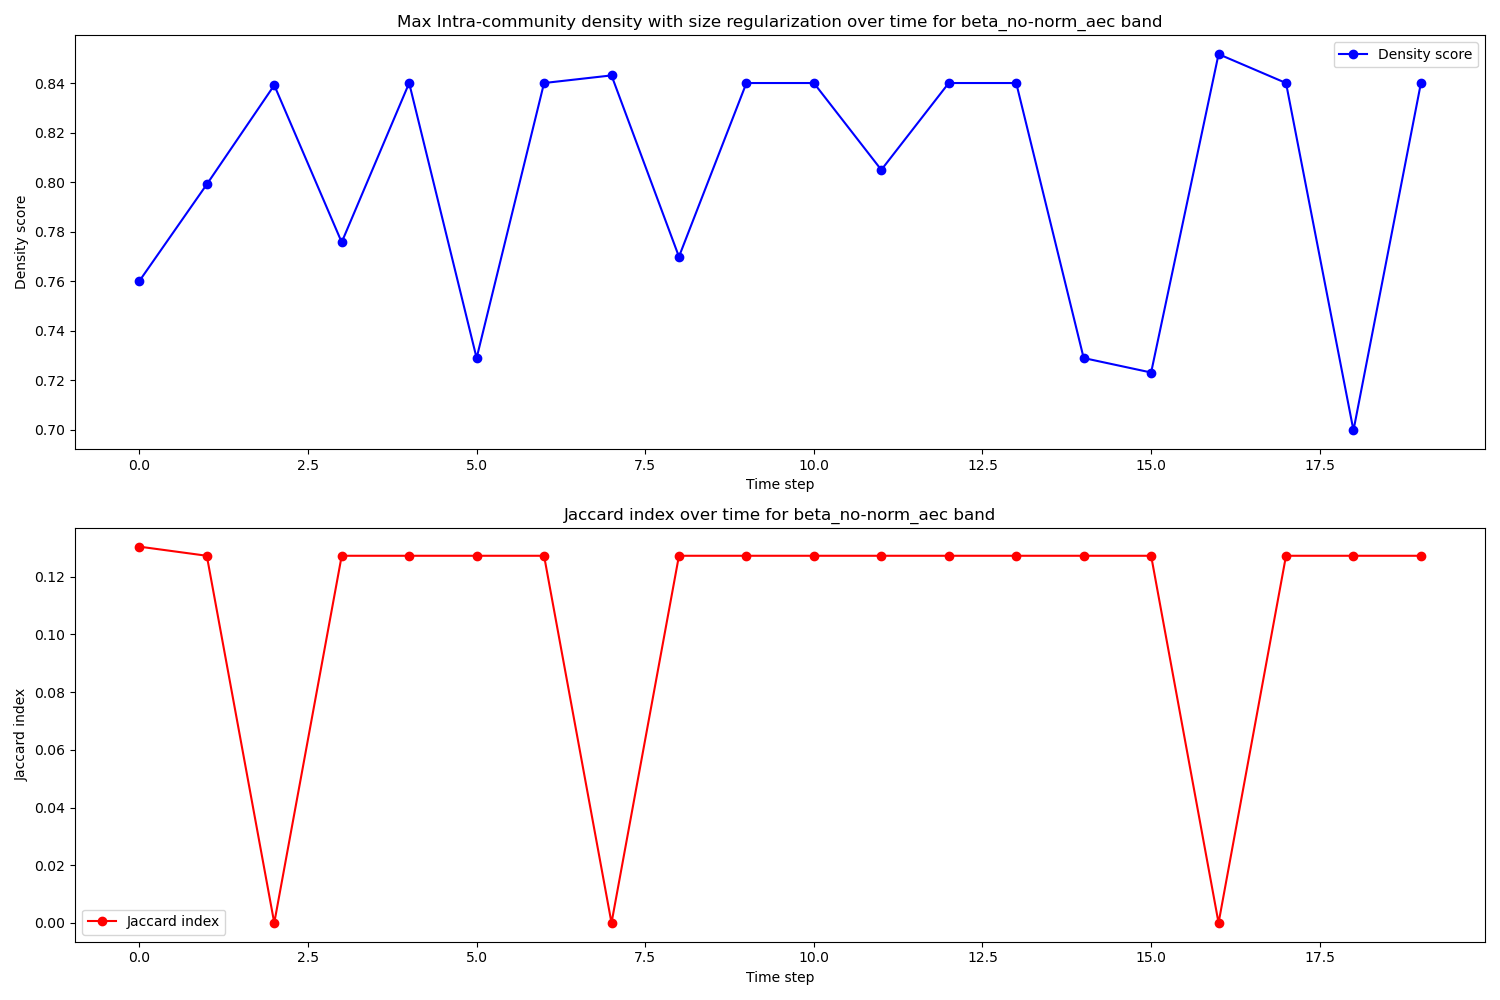 Max Intra-community density with size regularization over time for beta_no-norm_aec band
Density score
0.84
0.82
0.80
0.78
0.76
0.74
0.72
0.70
Density score
0.0 2.5 5.0 7.5 10.0 12.5 15.0 17.5
Time step
Jaccard index over time for beta_no-norm_aec band
0.12
0.10
0.08
0.06
0.04
0.02
0.00
Jaccard index
Jaccard index
0.0 2.5 5.0 7.5 10.0 12.5 15.0 17.5
Time step